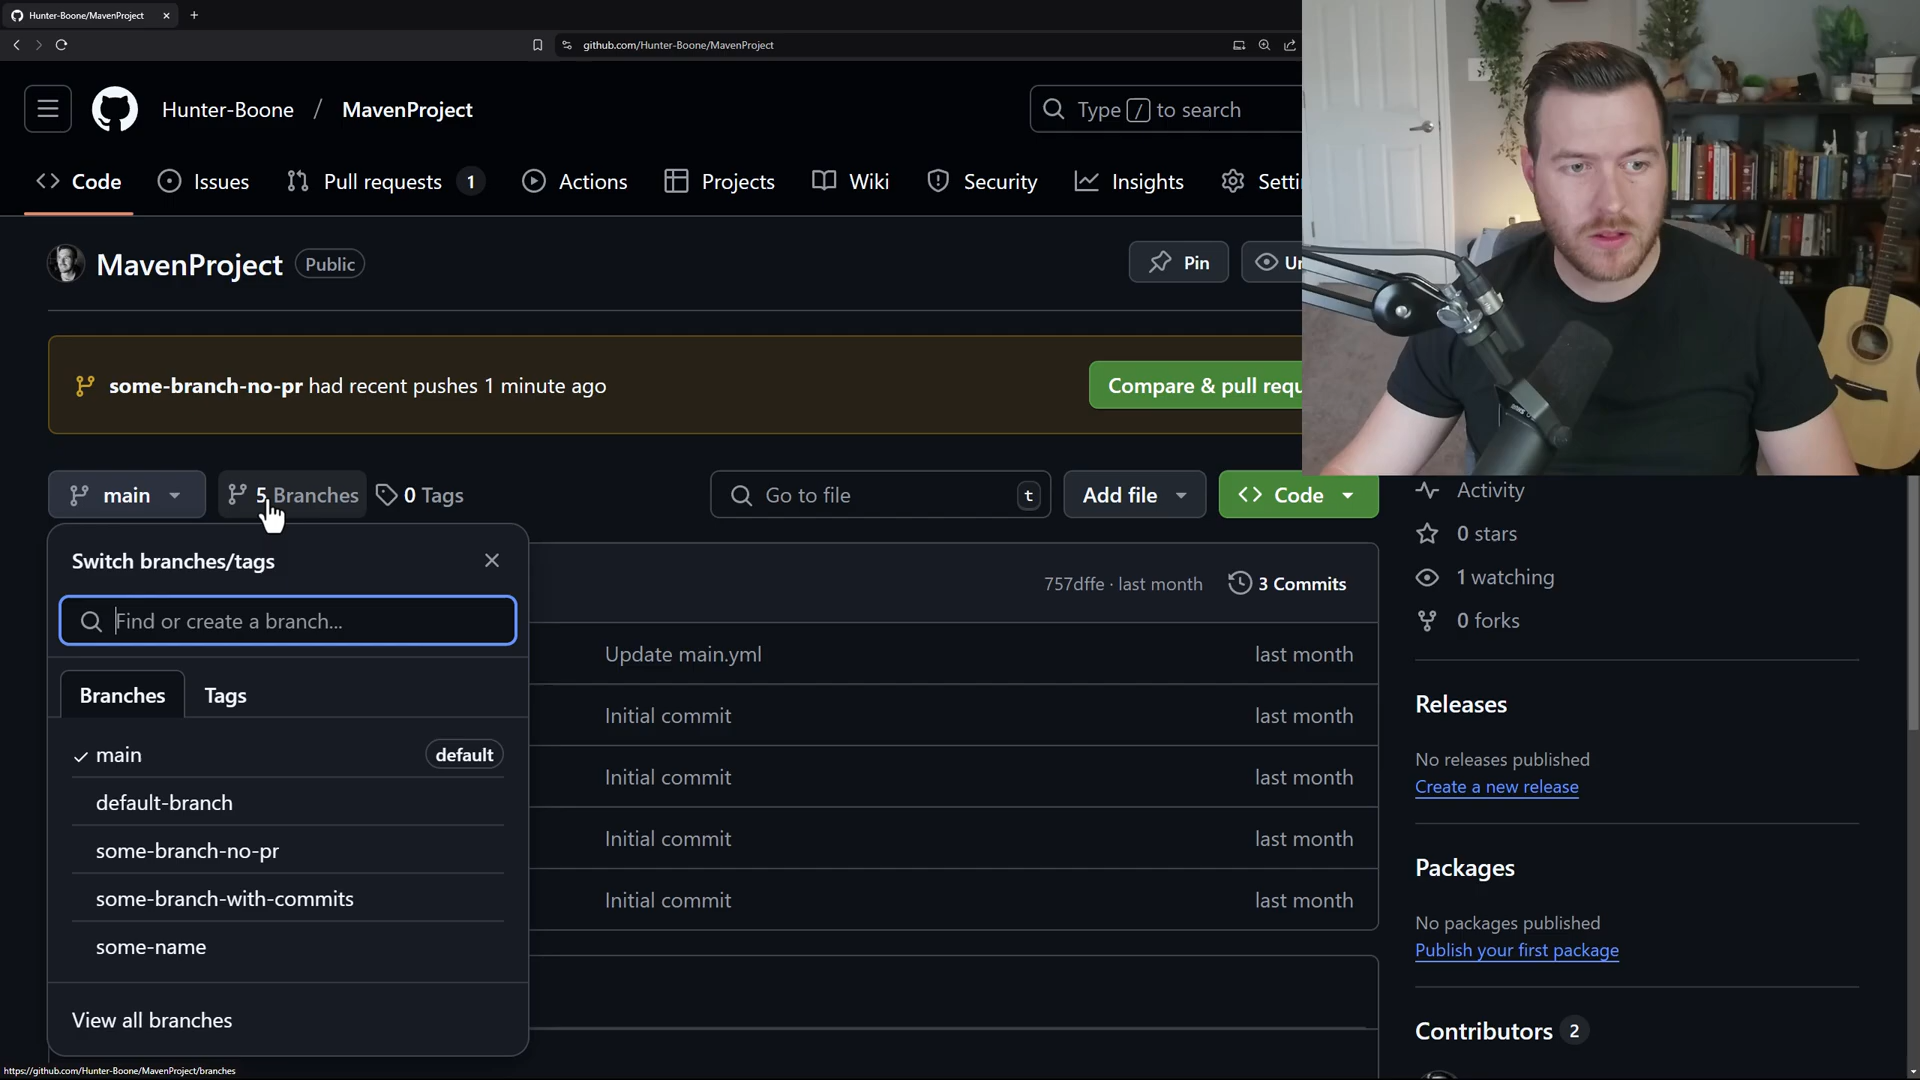 Hunter-Boone/MavenProject
github.com/Hunter-Boone/MavenProject
Hunter-Boone / MavenProject
Type / to search
Code
Issues
Pull requests 1
Actions
Projects
Wiki
Security
Insights
Setti
MavenProject Public
Pin
Un
some-branch-no-pr had recent pushes 1 minute ago
Compare & pull requ
main
5 Branches
0 Tags
Go to file t
Add file
Code
Switch branches/tags
Find or create a branch...
Branches
Tags
main default
default-branch
some-branch-no-pr
some-branch-with-commits
some-name
View all branches
757dffe · last month
3 Commits
Update main.yml last month
Initial commit last month
Initial commit last month
Initial commit last month
Initial commit last month
Activity
0 stars
1 watching
0 forks
Releases
No releases published
Create a new release
Packages
No packages published
Publish your first package
Contributors 2
https://github.com/Hunter-Boone/MavenProject/branches